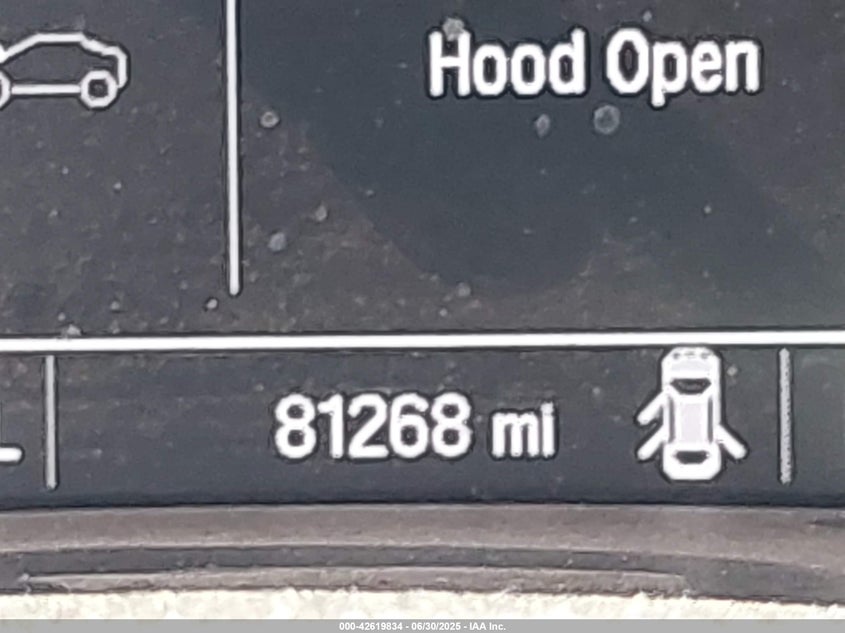 Hood Open
81268 mi
000-42619834 - 06/30/2025 - IAA Inc.